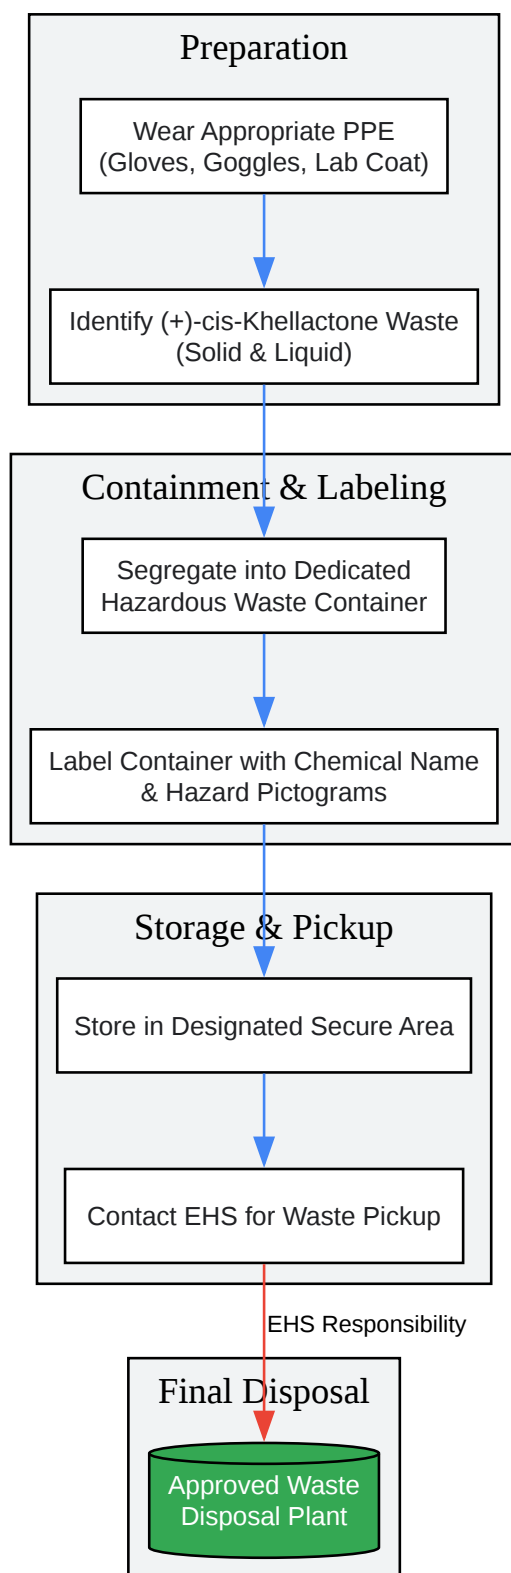 Preparation
Wear Appropriate PPE
(Gloves, Goggles, Lab Coat)
Identify (+)-cis-Khellactone Waste
(Solid & Liquid)
Containment & Labeling
Segregate into Dedicated
Hazardous Waste Container
Label Container with Chemical Name
& Hazard Pictograms
Storage & Pickup
Store in Designated Secure Area
Contact EHS for Waste Pickup
EHS Responsibility
Final Disposal
Approved Waste
Disposal Plant